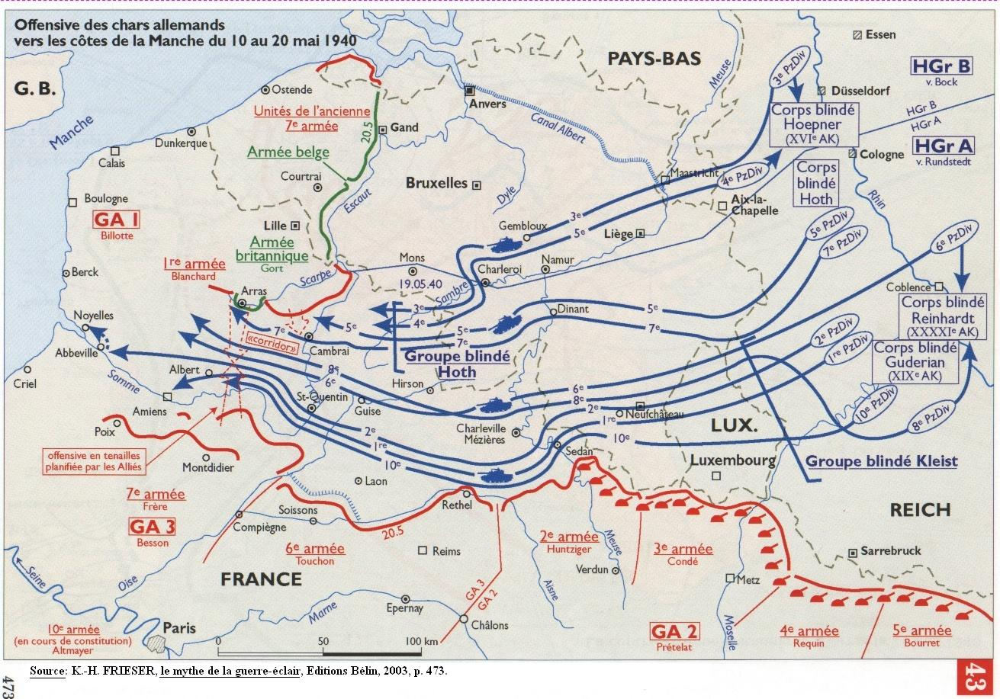 Offensive des chars allemands
vers les côtes de la Manche du 10 au 20 mai 1940
G. B.
Manche
PAYS-BAS
Meuse
Essen
HGr B
v. Bock
3e PzDiv
Düsseldorf
HGr B
HGr A
HGr A
v. Rundstedt
Ostende
Unités de l'ancienne
7e armée
20.5
Gand
Anvers
Canal Albert
Corps blindé
Hoepner
(XVIe AK)
Dunkerque
Calais
Armée belge
Courtrai
Escaut
Bruxelles
Dyle
Maastricht
4e PzDiv
Cologne
Corps
blindé
Hoth
Rhin
Boulogne
GA 1
Billotte
Lille
Armée
britannique
Gort
Gembloux
3e
5e
Liège
Aix-la-
Chapelle
5e PzDiv
7e PzDiv
6e PzDiv
Berck
1re armée
Blanchard
Scarpe
Mons
19.05.40
Charleroi
Sambre
Namur
Coblence
Arras
Noyelles
Abbeville
Dinant
3e
4e
5e
5e
7e
7e
5e
7e
«corridor»
Cambrai
Groupe blindé
Hoth
Corps blindé
Reinhardt
(XXXXIe AK)
2e PzDiv
1re PzDiv
Corps blindé
Guderian
(XIXe AK)
Criel
Somme
Albert
8e
6e
Hirson
St-Quentin
Guise
6e
8e
2e
1re
10e
Neufchâteau
10e PzDiv
8e PzDiv
Amiens
Poix
Charleville
Mézières
Sedan
LUX.
Luxembourg
Groupe blindé Kleist
2e
1re
10e
offensive en tenailles
planifiée par les Alliés
Montdidier
Laon
Rethel
REICH
7e armée
Frère
GA 3
Besson
Soissons
Compiègne
20.5
6e armée
Touchon
Reims
2e armée
Huntziger
Meuse
3e armée
Condé
Sarrebruck
Verdun
Metz
Seine
Oise
FRANCE
Marne
Epernay
GA 3
GA 2
Aisne
Châlons
Moselle
10e armée
(en cours de constitution)
Altmayer
Paris
0 50 100 km
GA 2
Prételat
4e armée
Requin
5e armée
Bourret
Source: K.-H. FRIESER, le mythe de la guerre-éclair, Editions Bélin, 2003, p. 473.
473
43